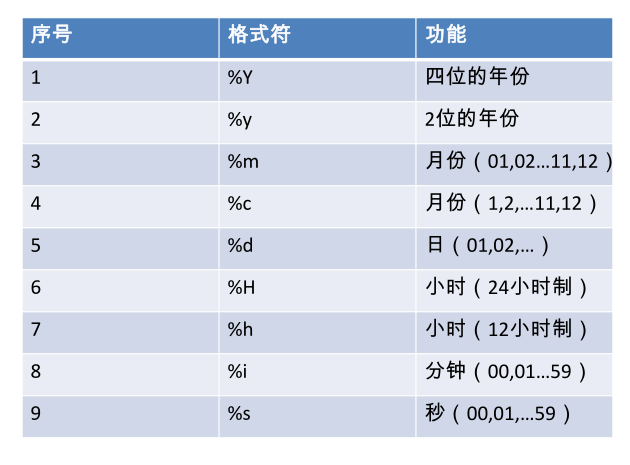 序号 格式符 功能
1 %Y 四位的年份
2 %y 2位的年份
3 %m 月份（01,02…11,12）
4 %c 月份（1,2,…11,12）
5 %d 日（01,02,…）
6 %H 小时（24小时制）
7 %h 小时（12小时制）
8 %i 分钟（00,01…59）
9 %s 秒（00,01,…59）